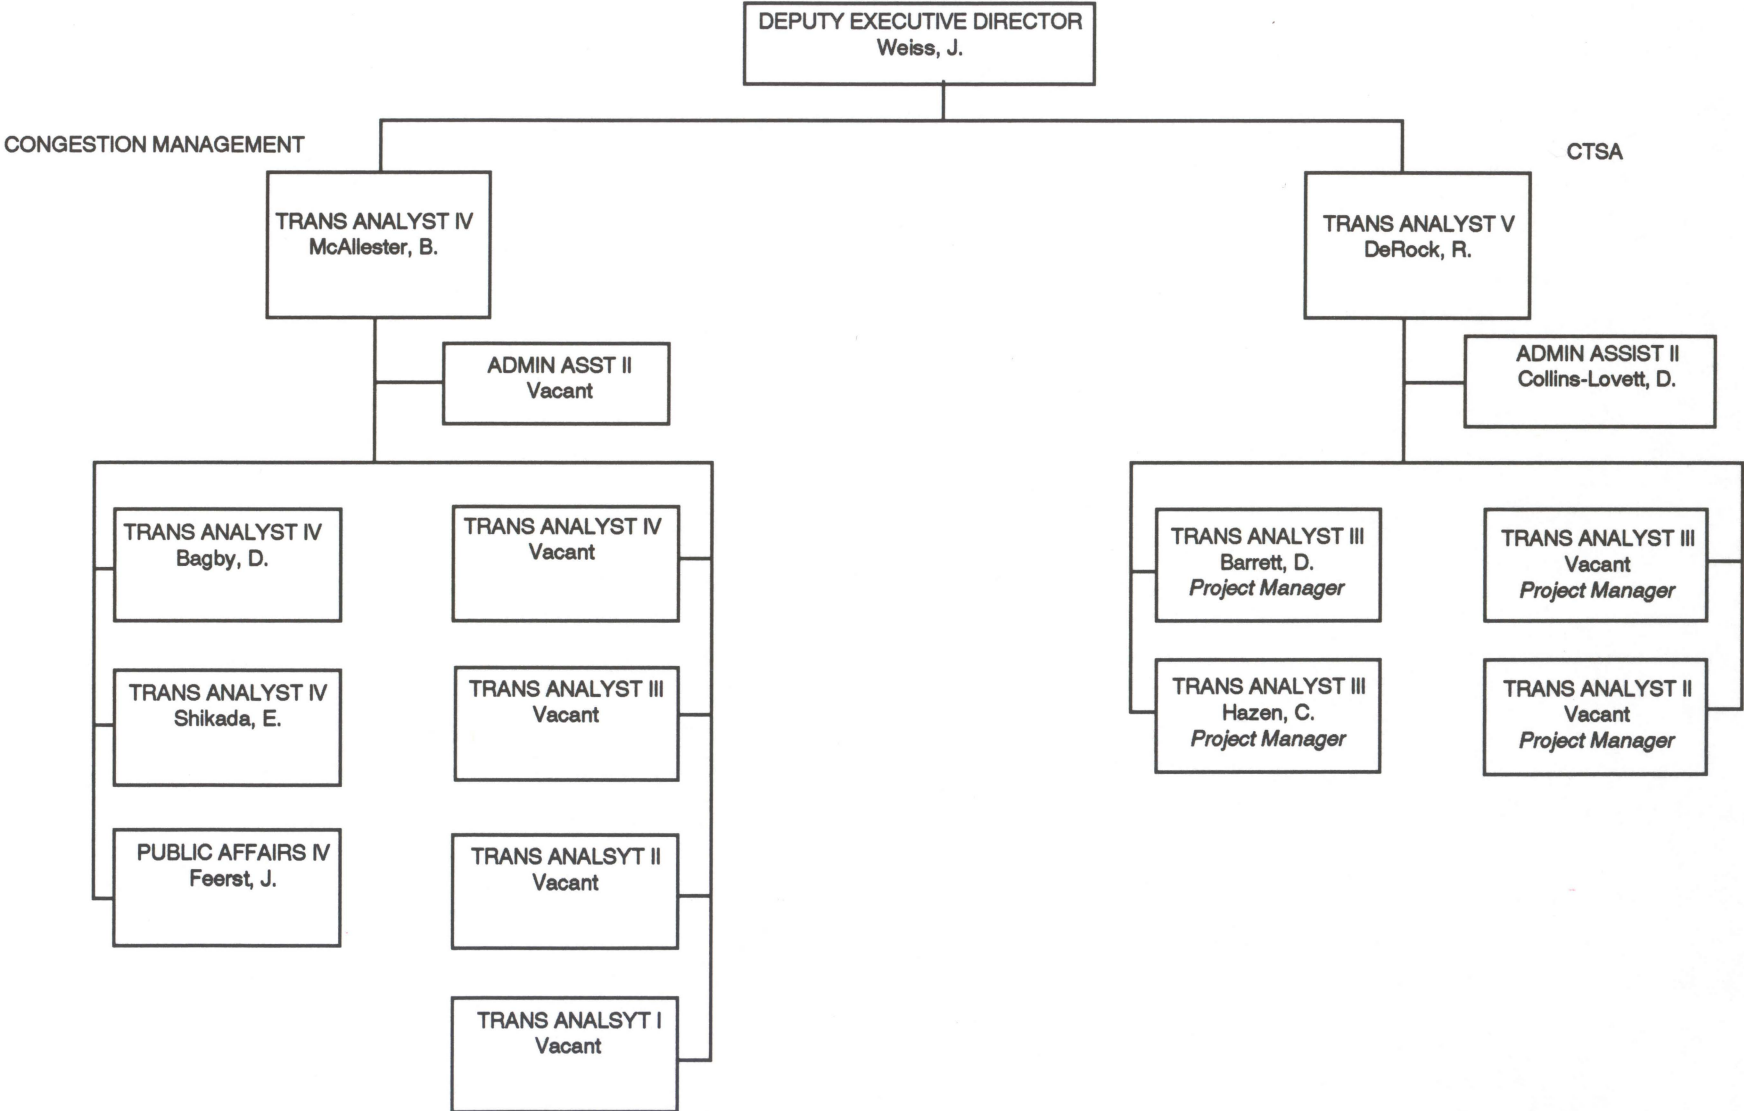 DEPUTY EXECUTIVE DIRECTOR
Weiss, J.
CONGESTION MANAGEMENT
CTSA
TRANS ANALYST IV
McAllester, B.
TRANS ANALYST V
DeRock, R.
ADMIN ASST II
Vacant
ADMIN ASSIST II
Collins-Lovett, D.
TRANS ANALYST IV
Bagby, D.
TRANS ANALYST IV
Vacant
TRANS ANALYST IV
Shikada, E.
TRANS ANALYST III
Vacant
PUBLIC AFFAIRS IV
Feerst, J.
TRANS ANALSYT II
Vacant
TRANS ANALSYT I
Vacant
TRANS ANALYST III
Barrett, D.
Project Manager
TRANS ANALYST III
Vacant
Project Manager
TRANS ANALYST III
Hazen, C.
Project Manager
TRANS ANALYST II
Vacant
Project Manager